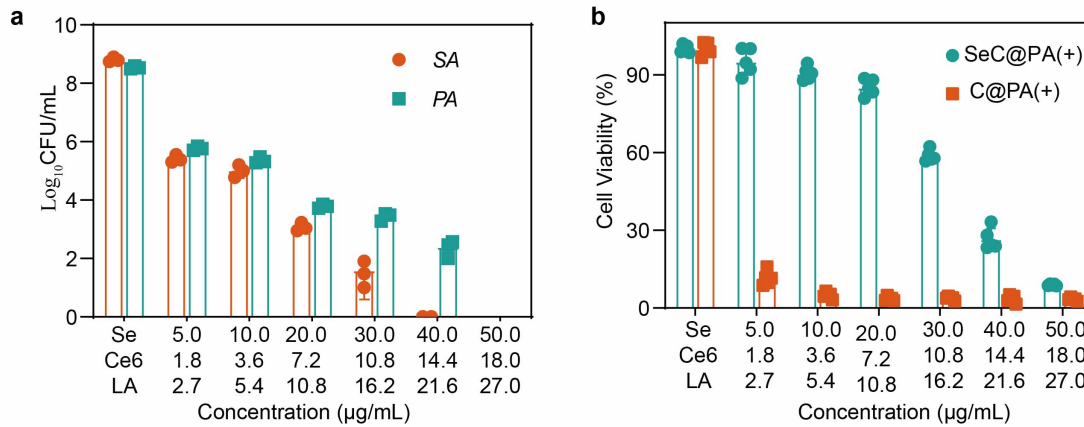 a
10
8
6
4
2
0
Log10CFU/mL
SA
PA
Se 5.0 10.0 20.0 30.0 40.0 50.0
Ce6 1.8 3.6 7.2 10.8 14.4 18.0
LA 2.7 5.4 10.8 16.2 21.6 27.0
Concentration (µg/mL)
b
90
60
30
0
Cell Viability (%)
SeC@PA(+)
C@PA(+)
Se 5.0 10.0 20.0 30.0 40.0 50.0
Ce6 1.8 3.6 7.2 10.8 14.4 18.0
LA 2.7 5.4 10.8 16.2 21.6 27.0
Concentration (µg/mL)